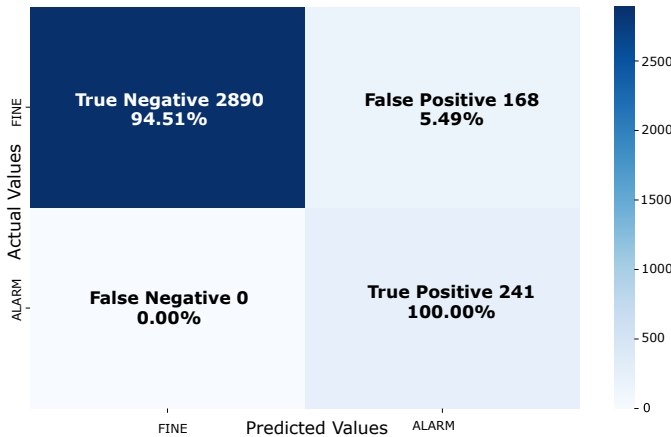 True Negative 2890
94.51%
False Positive 168
5.49%
False Negative 0
0.00%
True Positive 241
100.00%
Actual Values
FINE
ALARM
FINE
Predicted Values
ALARM
2500
2000
1500
1000
500
0